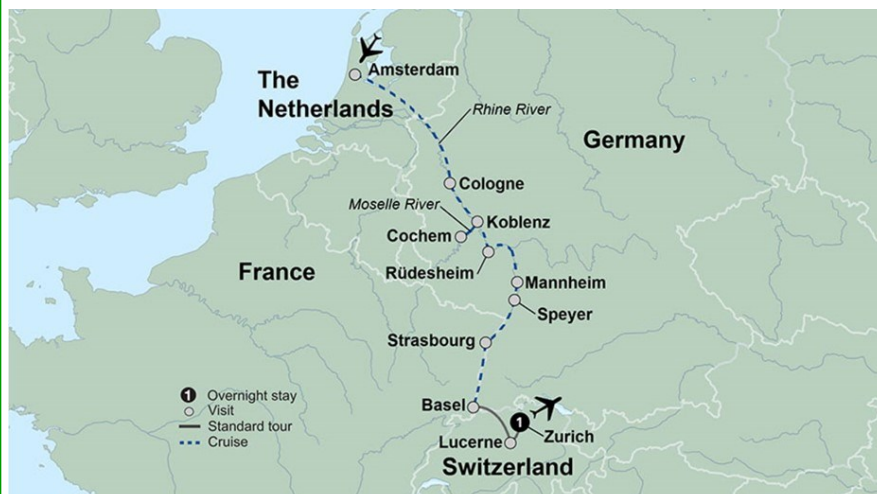 Amsterdam
The
Netherlands
Rhine River
Germany
Cologne
Moselle River
Koblenz
Cochem
France
Rüdesheim
Mannheim
Speyer
Strasbourg
1 Overnight stay
Visit
Standard tour
Cruise
Basel
1
Zurich
Lucerne
Switzerland